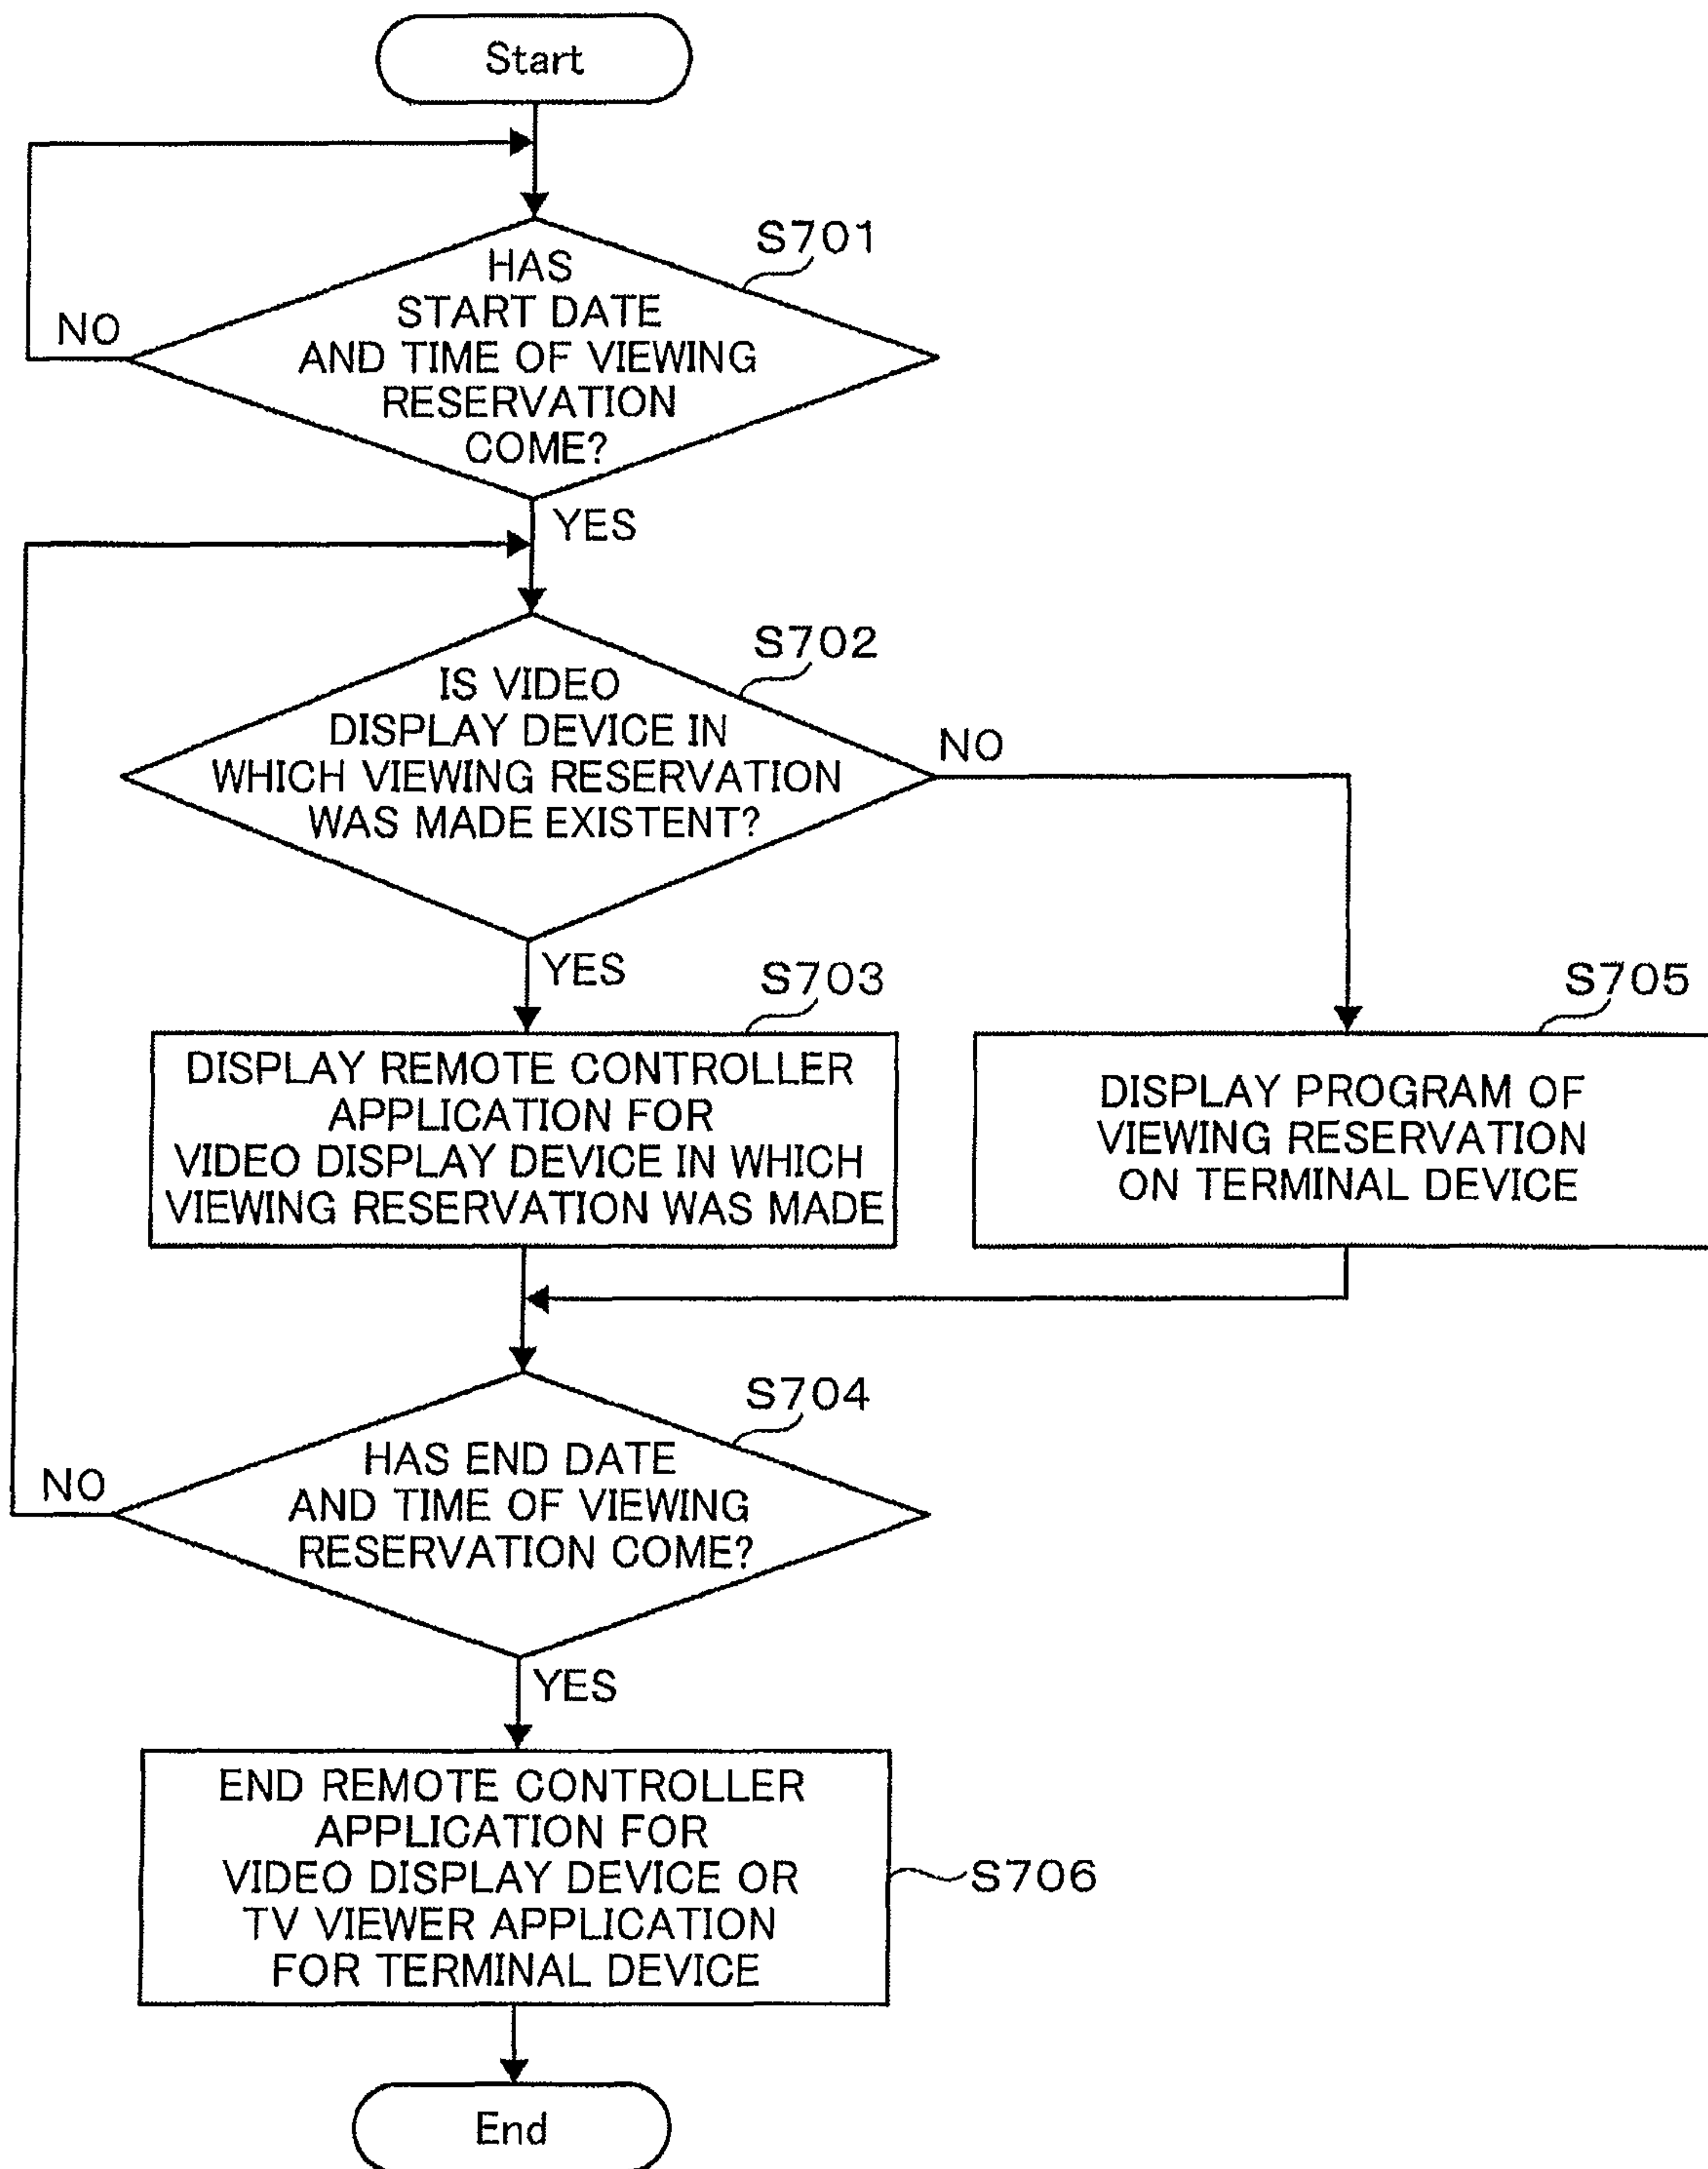 Start
S701
HAS
START DATE
AND TIME OF VIEWING
RESERVATION
COME?
NO
YES
S702
IS VIDEO
DISPLAY DEVICE IN
WHICH VIEWING RESERVATION
WAS MADE EXISTENT?
NO
YES
S703
DISPLAY REMOTE CONTROLLER
APPLICATION FOR
VIDEO DISPLAY DEVICE IN WHICH
VIEWING RESERVATION WAS MADE
S705
DISPLAY PROGRAM OF
VIEWING RESERVATION
ON TERMINAL DEVICE
S704
HAS END DATE
AND TIME OF VIEWING
RESERVATION COME?
NO
YES
END REMOTE CONTROLLER
APPLICATION FOR
VIDEO DISPLAY DEVICE OR
TV VIEWER APPLICATION
FOR TERMINAL DEVICE
S706
End